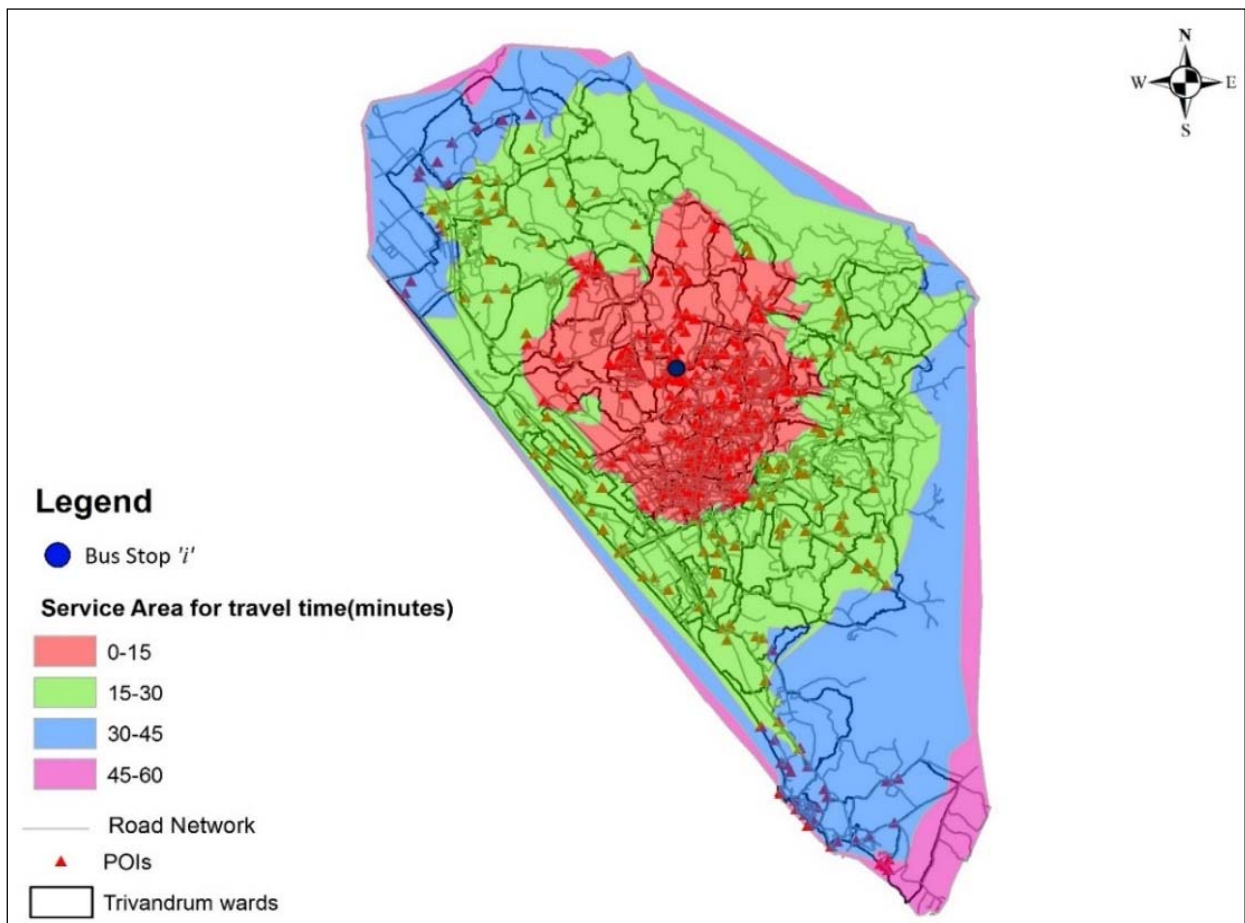 N
W E
S
Legend
Bus Stop 'i'
Service Area for travel time(minutes)
0-15
15-30
30-45
45-60
Road Network
POIs
Trivandrum wards